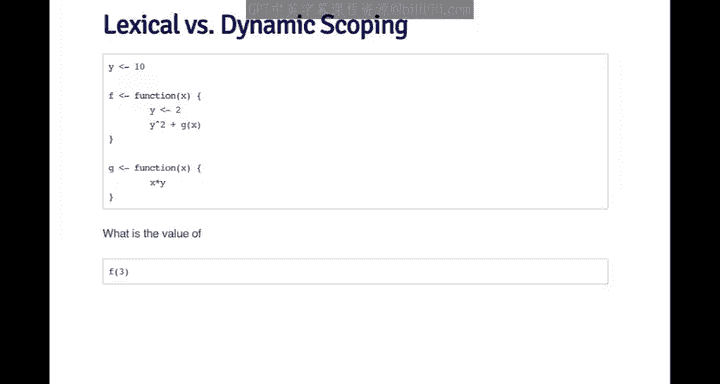 Lexical vs. Dynamic Scoping
y <- 10
f <- function(x) {
y <- 2
y^2 + g(x)
}
g <- function(x) {
x*y
}
What is the value of
f(3)